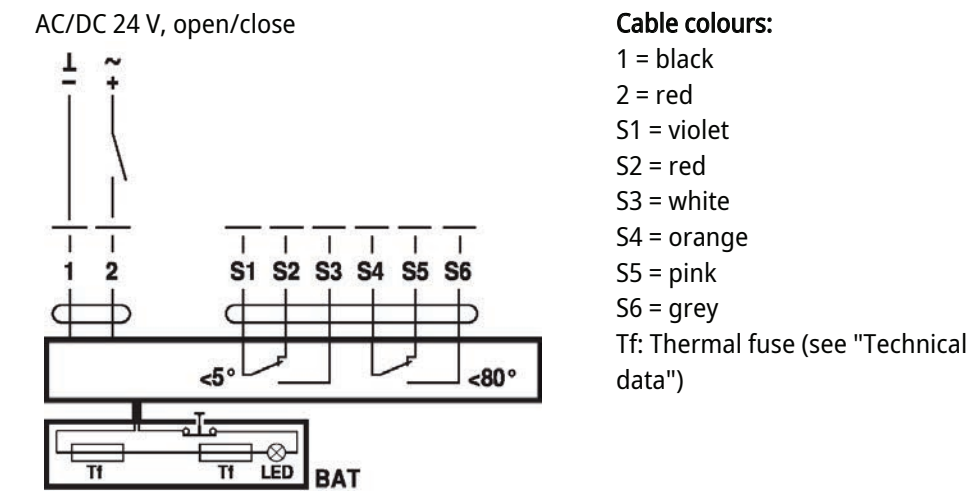 AC/DC 24 V, open/close
⊥ ~
− +
1 2 S1 S2 S3 S4 S5 S6
<5° <80°
Tf Tf LED BAT
Cable colours:
1 = black
2 = red
S1 = violet
S2 = red
S3 = white
S4 = orange
S5 = pink
S6 = grey
Tf: Thermal fuse (see "Technical
data")